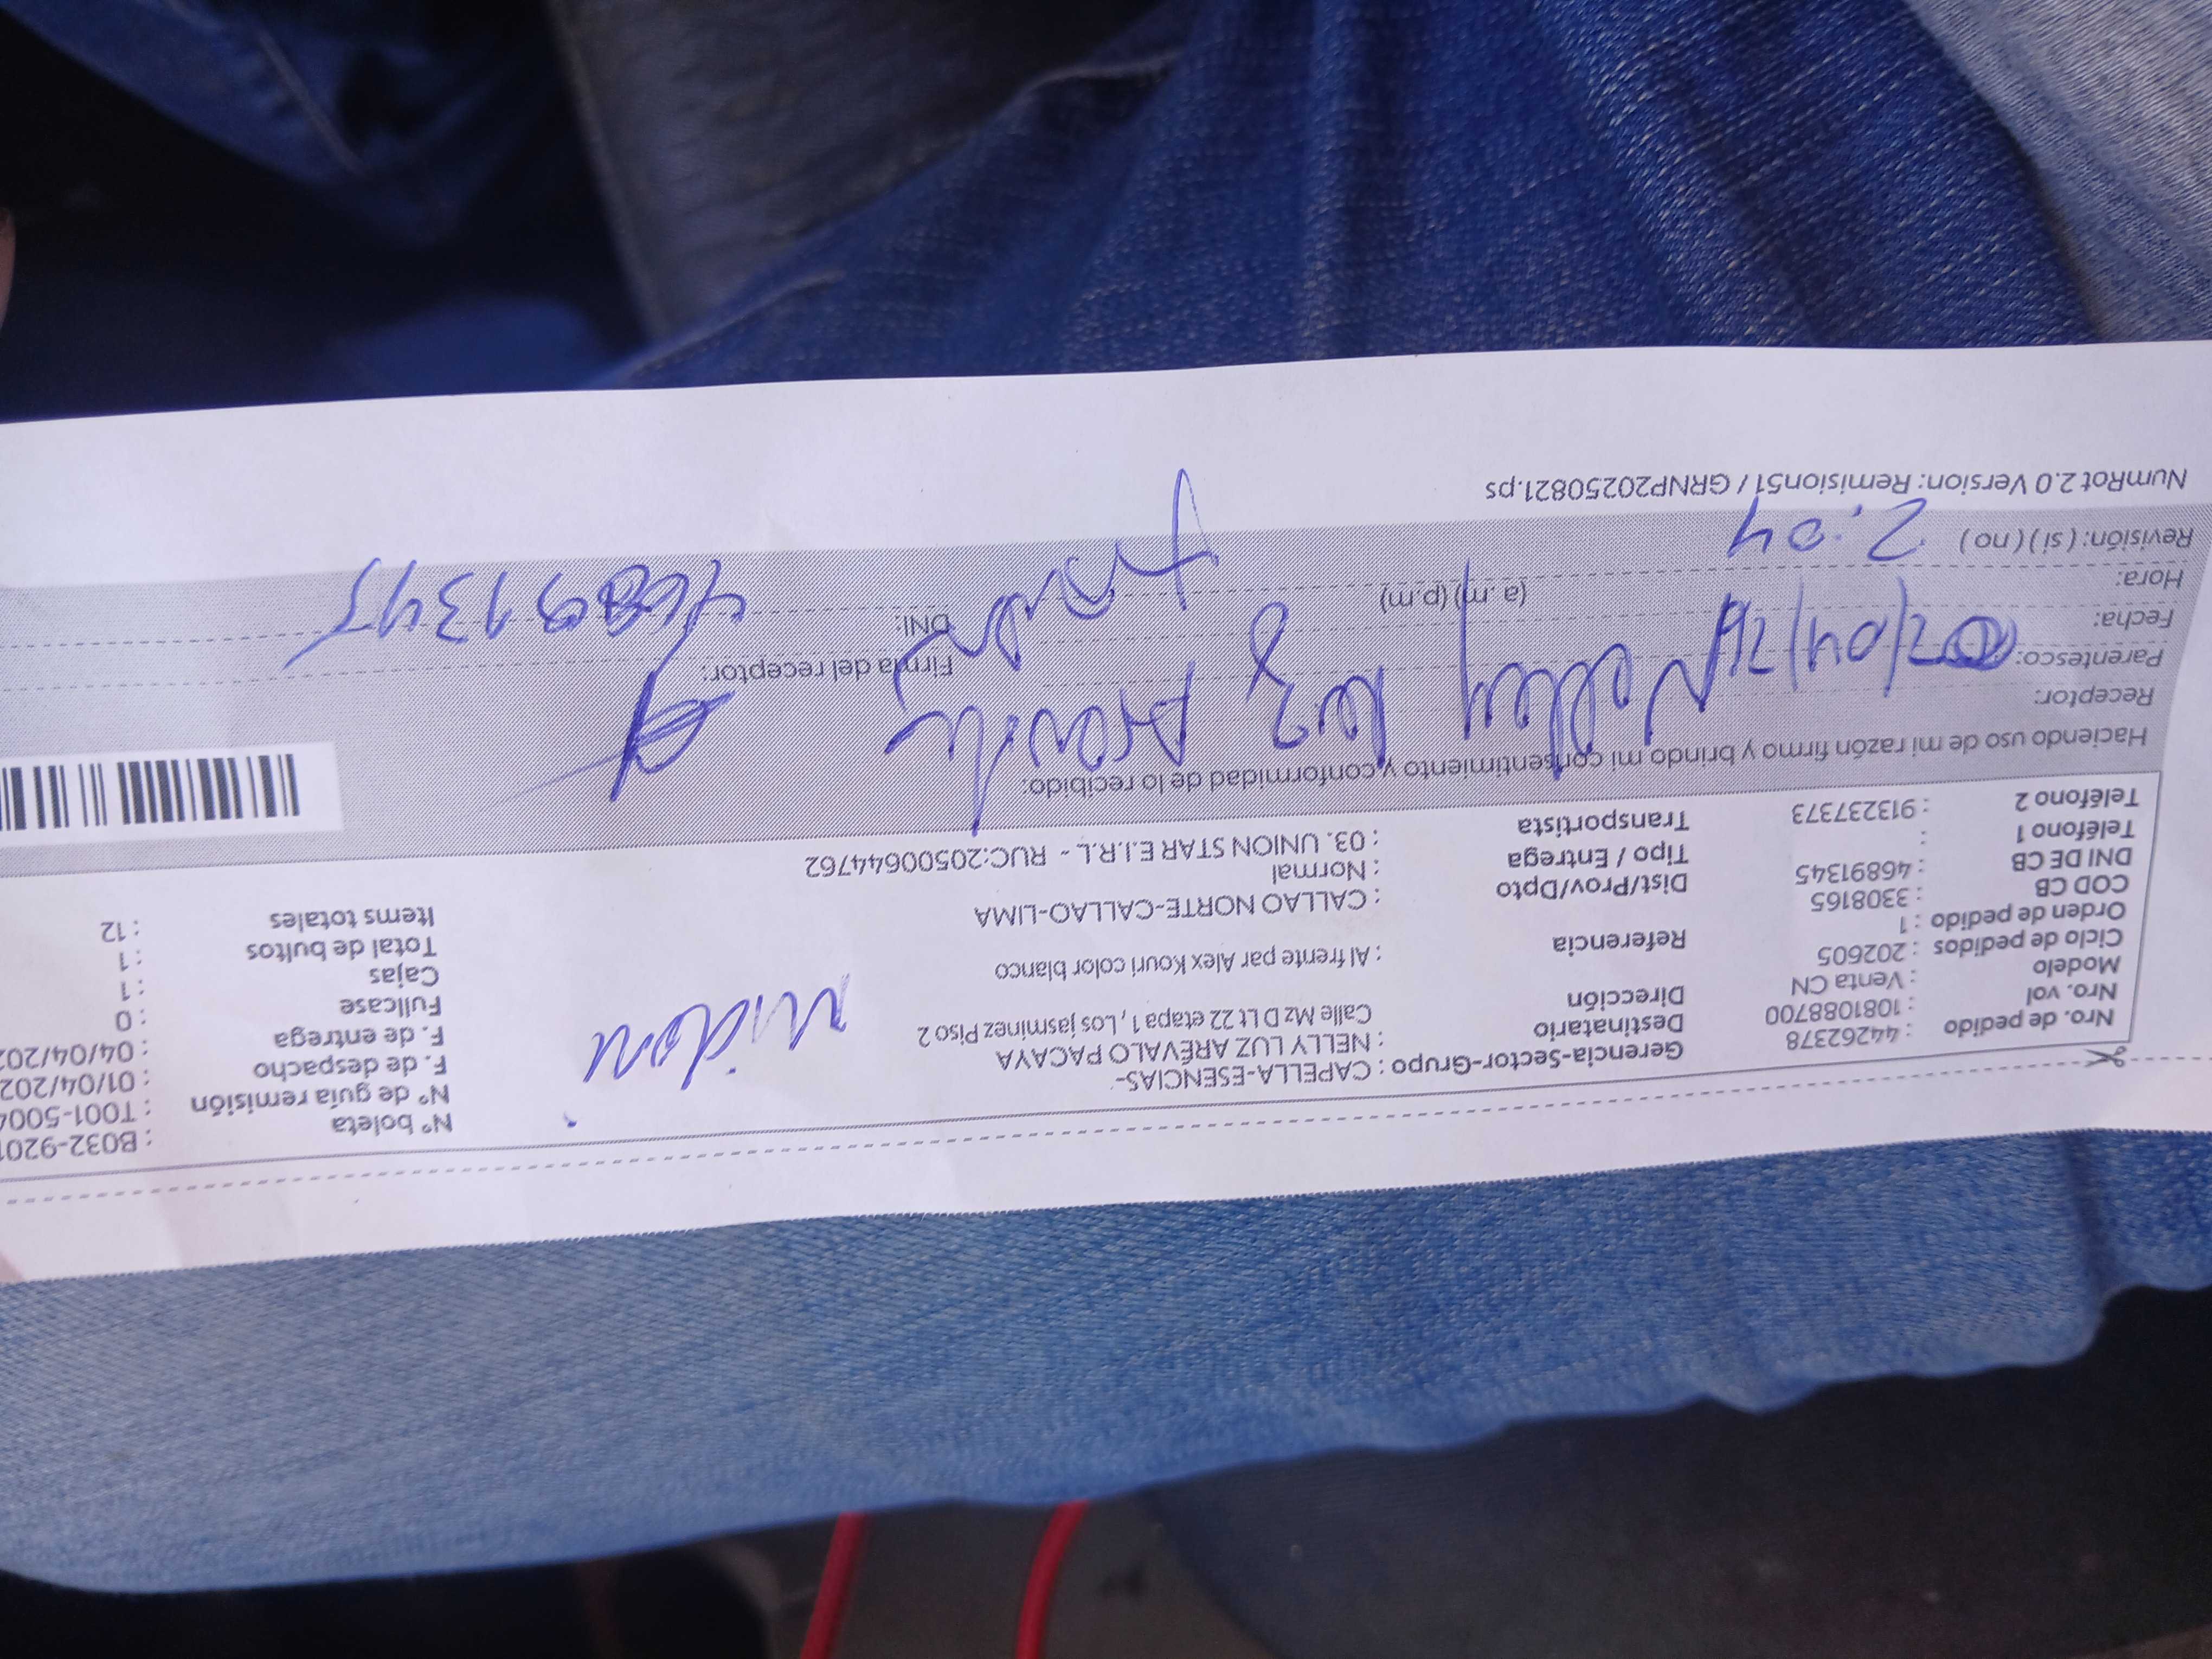 Nro. de pedido : 44262378
Nro. vol : 1081088700
Modelo : Venta CN
Ciclo de pedidos : 202605
Orden de pedido : 1
COD CB : 3308165
DNI DE CB : 46891345
Teléfono 1 :
Teléfono 2 : 913237373
Gerencia-Sector-Grupo : CAPELLA-ESENCIAS-
Destinatario : NELLY LUZ ARÉVALO PACAYA
Dirección Calle Mz D Lt 22 etapa 1, Los jasminez Piso 2
Referencia : Al frente par Alex Kouri color blanco
Dist/Prov/Dpto : CALLAO NORTE-CALLAO-LIMA
Tipo / Entrega : Normal
Transportista : 03. UNION STAR E.I.R.L - RUC:20500644762
N° boleta : B032-9201
N° de guía remisión : T001-5004
F. de despacho : 01/04/202
F. de entrega : 04/04/202
Fullcase : 0
Cajas : 1
Total de bultos : 1
Items totales : 12
Haciendo uso de mi razón firmo y brindo mi consentimiento y conformidad de lo recibido:
Receptor: Nelly luz
Parentesco:
Fecha: 07/04/26
Hora: (a.m) (p.m)
2:04
Revisión: ( si ) ( no )
Firma del receptor:
DNI: 46891345
NumRot 2.0 Version: Remision51 / GRNP20250821.ps